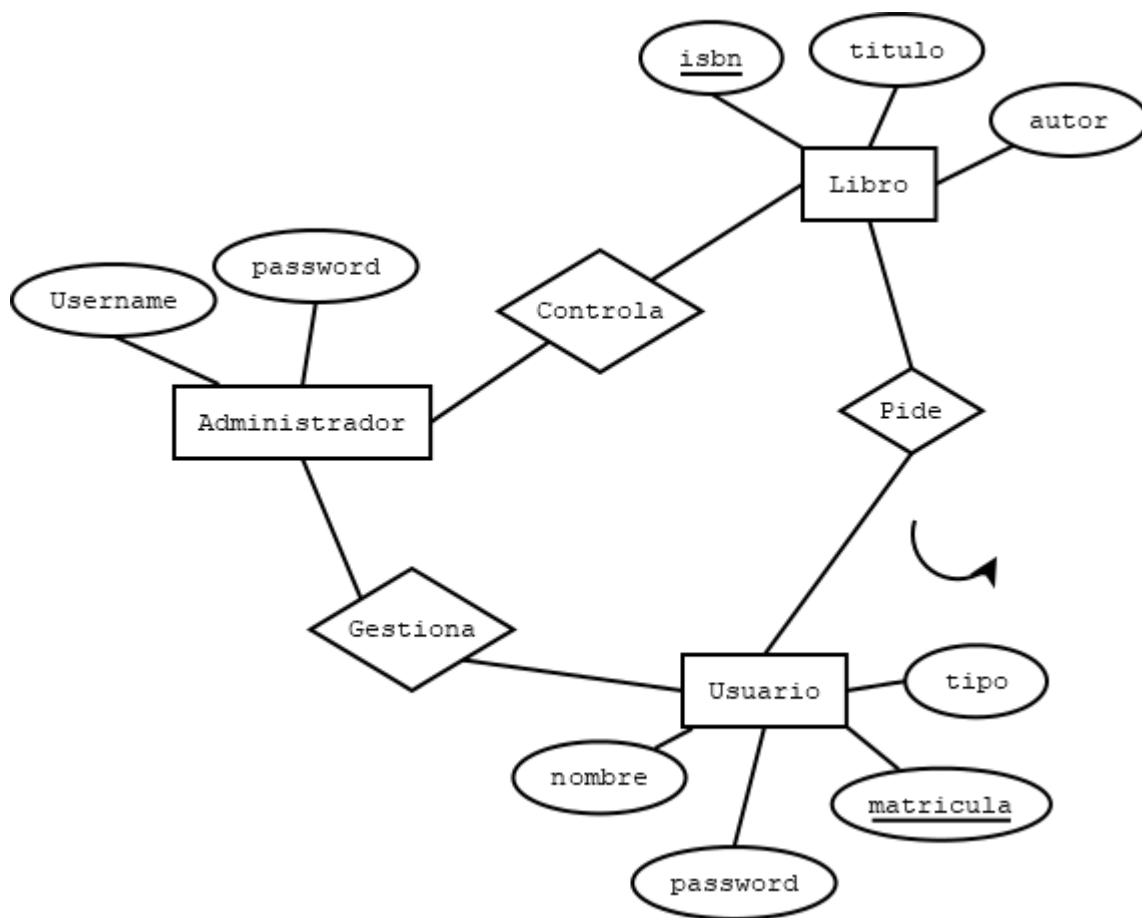 titulo
isbn
autor
Libro
password
Username
Controla
Administrador
Pide
Gestiona
tipo
Usuario
nombre
matricula
password